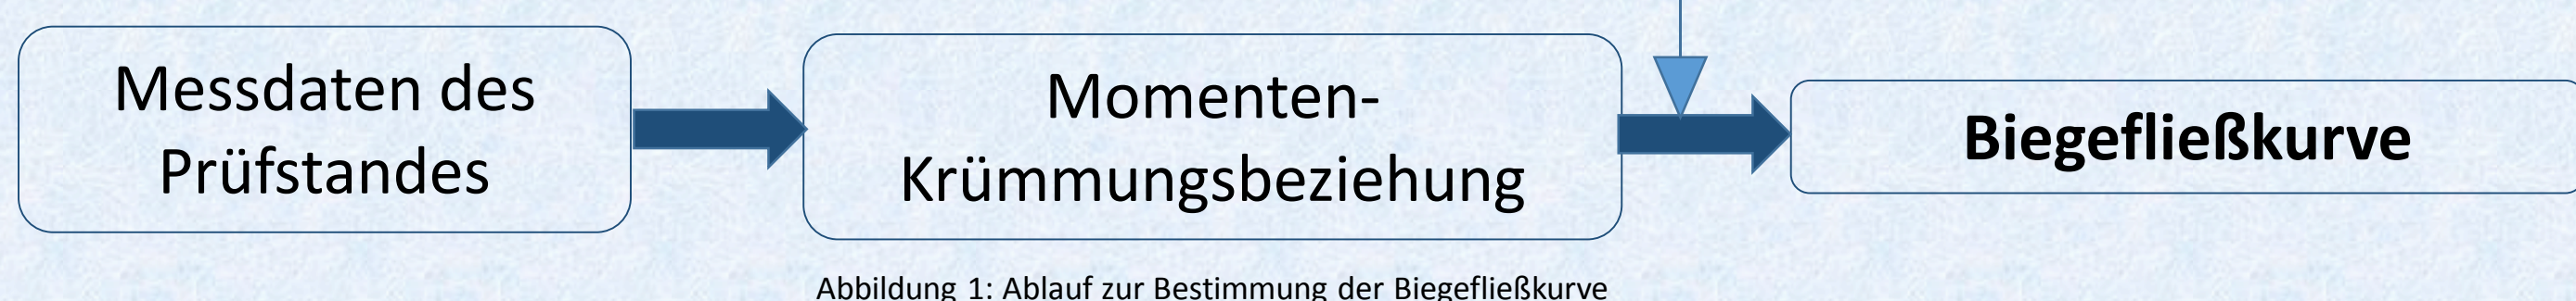 Messdaten des
Prüfstandes
Momenten-
Krümmungsbeziehung
Biegefließkurve
Abbildung 1: Ablauf zur Bestimmung der Biegefließkurve